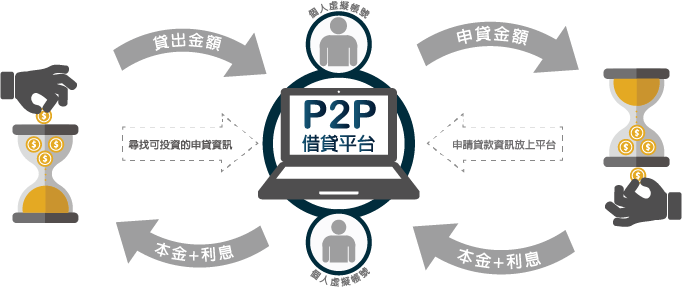 個人虛擬帳號
貸出金額
申貸金額
P2P
借貸平台
尋找可投資的申貸資訊
申請貸款資訊放上平台
本金+利息
本金+利息
個人虛擬帳號